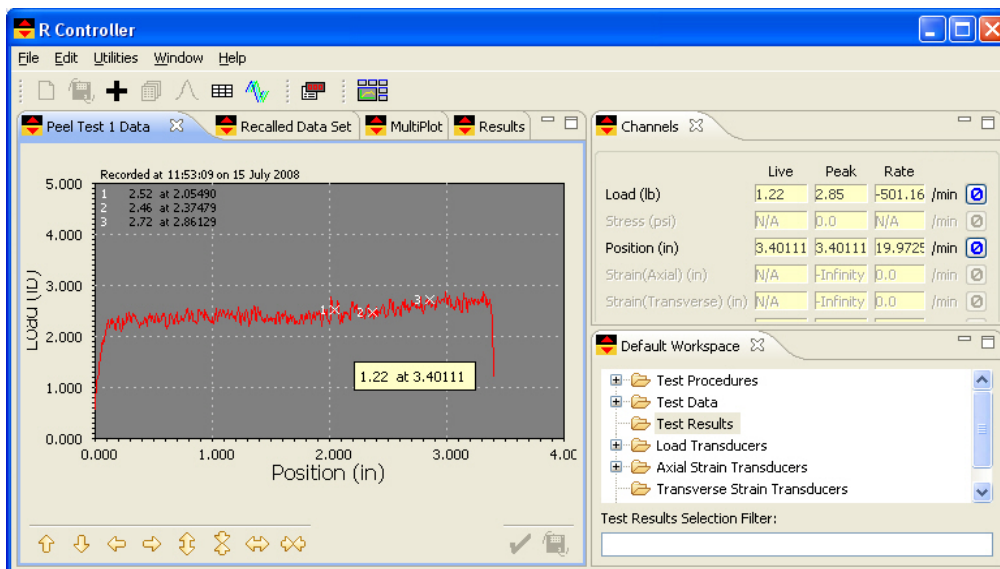 R Controller
File Edit Utilities Window Help
Peel Test 1 Data
Recalled Data Set
MultiPlot
Results
Recorded at 11:53:09 on 15 July 2008
1 2.52 at 2.05490
2 2.46 at 2.37479
3 2.72 at 2.86129
5.000
4.000
3.000
2.000
1.000
0.000
Load (lb)
1
2
3
1.22 at 3.40111
0.000 1.000 2.000 3.000 4.00
Position (in)
Channels
Live Peak Rate
Load (lb) 1.22 2.85 -501.16 /min
Stress (psi) N/A 0.0 N/A /min
Position (in) 3.40111 3.40111 19.9725 /min
Strain(Axial) (in) N/A -Infinity 0.0 /min
Strain(Transverse) (in) N/A -Infinity 0.0 /min
Default Workspace
Test Procedures
Test Data
Test Results
Load Transducers
Axial Strain Transducers
Transverse Strain Transducers
Test Results Selection Filter: